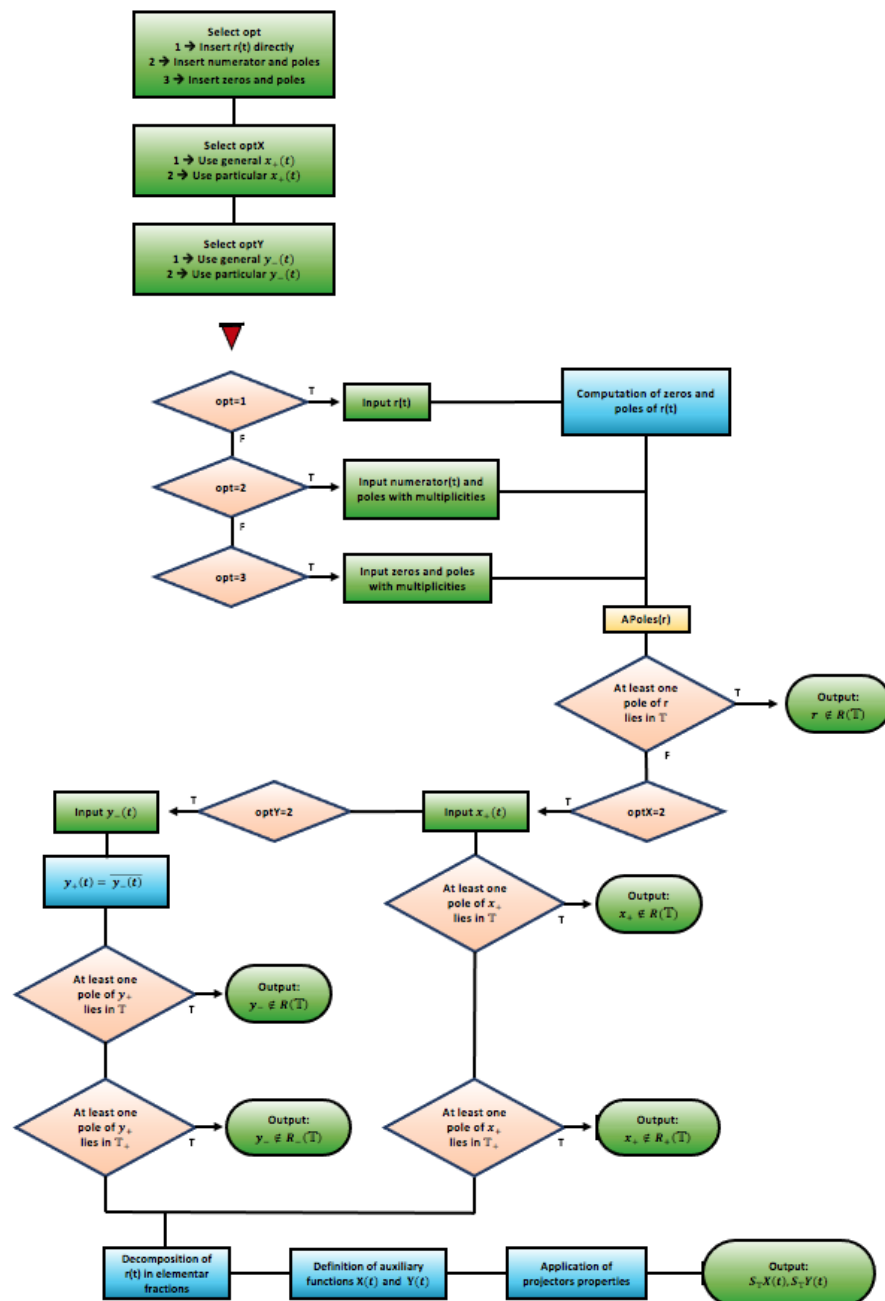 Select opt
1 → Insert r(t) directly
2 → Insert numerator and poles
3 → Insert zeros and poles
Select optX
1 → Use general x₊(t)
2 → Use particular x₊(t)
Select optY
1 → Use general y₋(t)
2 → Use particular y₋(t)
opt=1
T
Input r(t)
Computation of zeros and
poles of r(t)
F
opt=2
T
Input numerator(t) and
poles with multiplicities
F
opt=3
T
Input zeros and poles
with multiplicities
APoles(r)
At least one
pole of r
lies in 𝕋
T
Output:
r ∉ R(𝕋)
F
Input y₋(t)
T
optY=2
Input x₊(t)
T
optX=2
y₊(t) = y₋(t)‾
At least one
pole of x₊
lies in 𝕋
T
Output:
x₊ ∉ R(𝕋)
At least one
pole of y₊
lies in 𝕋
T
Output:
y₋ ∉ R(𝕋)
At least one
pole of y₊
lies in 𝕋₊
T
Output:
y₋ ∉ R₋(𝕋)
At least one
pole of x₊
lies in 𝕋₊
T
Output:
x₊ ∉ R₊(𝕋)
Decomposition of
r(t) in elementar
fractions
Definition of auxiliary
functions X(t) and Y(t)
Application of
projectors properties
Output:
S_𝕋X(t), S_𝕋Y(t)